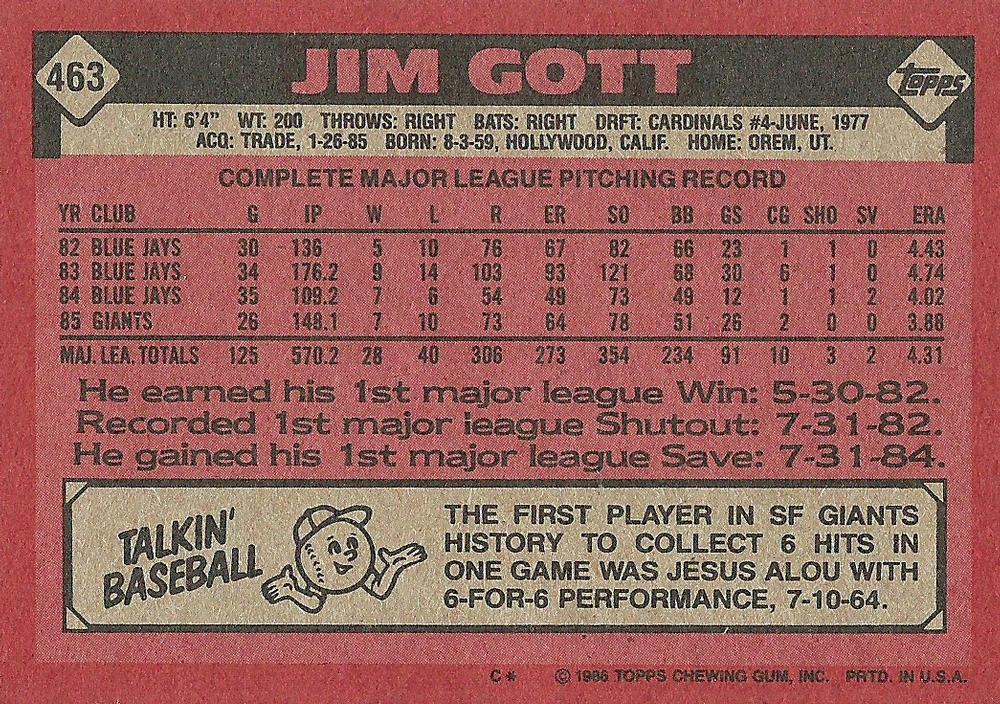 463 JIM GOTT TOPPS
HT: 6'4" WT: 200 THROWS: RIGHT BATS: RIGHT DRFT: CARDINALS #4-JUNE, 1977
ACQ: TRADE, 1-26-85 BORN: 8-3-59, HOLLYWOOD, CALIF. HOME: OREM, UT.
COMPLETE MAJOR LEAGUE PITCHING RECORD
YR CLUB G IP W L R ER SO BB GS CG SHO SV ERA
82 BLUE JAYS 30 136 5 10 76 67 82 66 23 1 1 0 4.43
83 BLUE JAYS 34 176.2 9 14 103 93 121 68 30 6 1 0 4.74
84 BLUE JAYS 35 109.2 7 6 54 49 73 49 12 1 1 2 4.02
85 GIANTS 26 148.1 7 10 73 64 78 51 26 2 0 0 3.88
MAJ. LEA. TOTALS 125 570.2 28 40 306 273 354 234 91 10 3 2 4.31
He earned his 1st major league Win: 5-30-82.
Recorded 1st major league Shutout: 7-31-82.
He gained his 1st major league Save: 7-31-84.
TALKIN'
BASEBALL
THE FIRST PLAYER IN SF GIANTS
HISTORY TO COLLECT 6 HITS IN
ONE GAME WAS JESUS ALOU WITH
6-FOR-6 PERFORMANCE, 7-10-64.
C* © 1986 TOPPS CHEWING GUM, INC. PRTD. IN U.S.A.